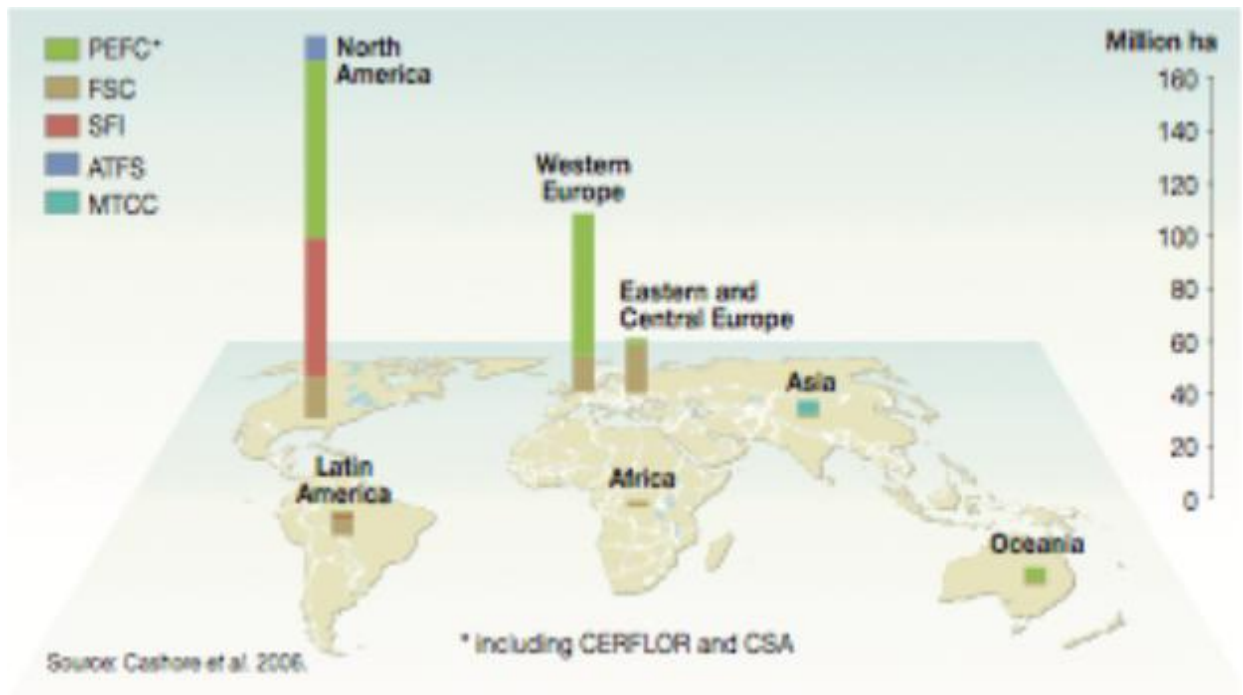 PEFC*
FSC
SFI
ATFS
MTCC
North
America
Western
Europe
Eastern and
Central Europe
Asia
Latin
America
Africa
Oceania
Million ha
160
140
120
100
80
60
40
20
0
* including CERFLOR and CSA
Source: Cashore et al. 2006.